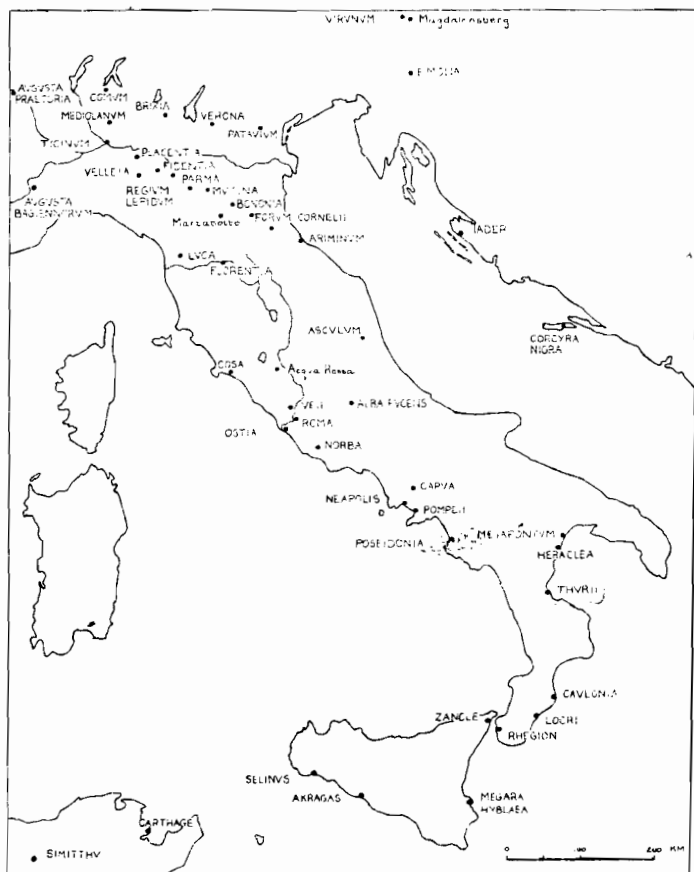 VIRVNVM Magdalensberg
EMONA
AVGVSTA
PRAETORIA
COMVM
MEDIOLANVM
BRIXIA
VERONA
PATAVIVM
TICINVM
PLACENTIA
VELLEIA
FIDENTIA
PARMA
AVGVSTA
BAGIENNORVM
REGIVM
LEPIDVM
MVTINA
BONONIA
Marzabotto
FORVM CORNELII
ARIMINVM
IADER
LVCA
FLORENTIA
ASCVLVM
CORCYRA
NIGRA
COSA
Acqua Rossa
VEII
ALBA FVCENS
ROMA
OSTIA
NORBA
CAPVA
NEAPOLIS
POMPEII
POSEIDONIA
METAPONTVM
HERACLEA
THVRII
CAVLONIA
ZANCLE
LOCRI
RHEGION
SELINVS
AKRAGAS
MEGARA
HYBLAEA
CARTHAGE
SIMITTHV
0 200 KM